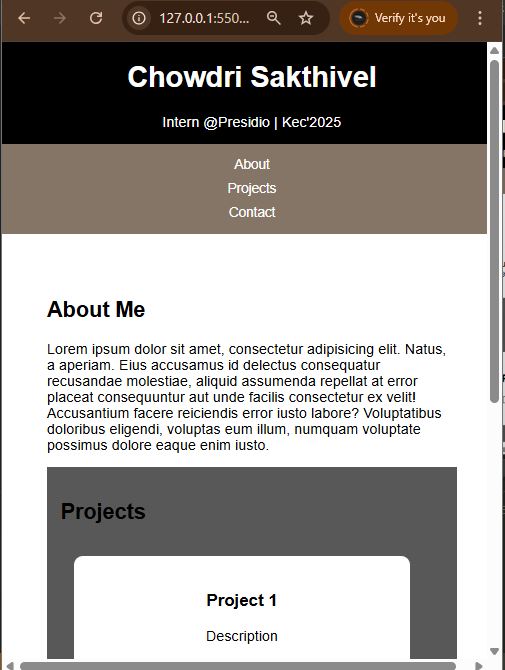 127.0.0.1:550...
Verify it's you
Chowdri Sakthivel
Intern @Presidio | Kec'2025
About
Projects
Contact
About Me
Lorem ipsum dolor sit amet, consectetur adipisicing elit. Natus,
a aperiam. Eius accusamus id delectus consequatur
recusandae molestiae, aliquid assumenda repellat at error
placeat consequuntur aut unde facilis consectetur ex velit!
Accusantium facere reiciendis error iusto labore? Voluptatibus
doloribus eligendi, voluptas eum illum, numquam voluptate
possimus dolore eaque enim iusto.
Projects
Project 1
Description